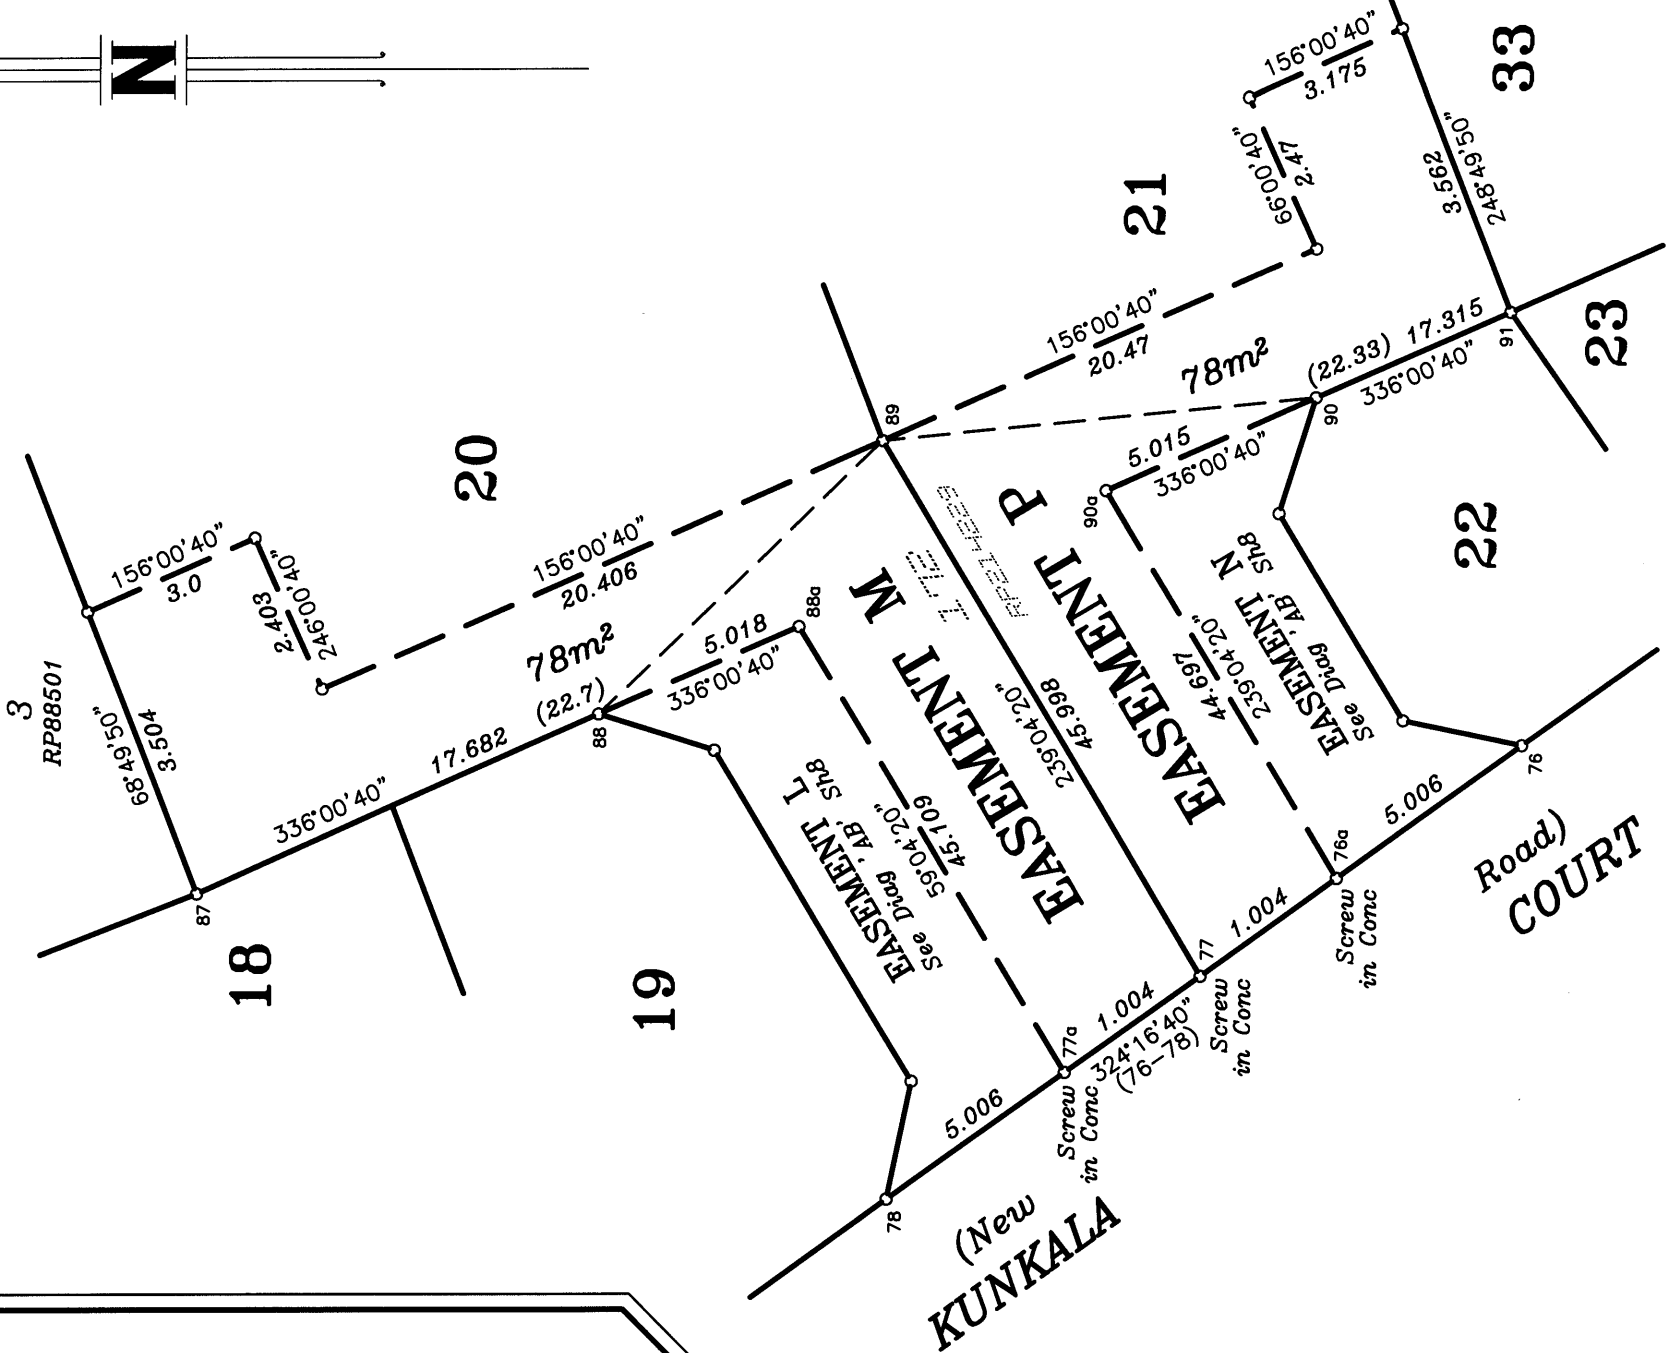 N
3
RP88501
68°49'50"
3.504
156°00'40"
3.0
2.403
246°00'40"
20
156°00'40"
20.406
78m²
(22.7)
17.682
336°00'40"
87
88
5.018
336°00'40"
88a
89
18
19
EASEMENT L
See Diag 'AB' Sh8
59°04'20"
45.109
EASEMENT M
239°04'20"
45.998
EASEMENT P
44.697
239°04'20"
EASEMENT N
See Diag 'AB' Sh8
90a
5.015
336°00'40"
90
78m²
156°00'40"
20.47
21
66°00'40"
2.47
156°00'40"
3.175
33
3.562
248°49'50"
(22.33)
17.315
336°00'40"
91
23
22
76
5.006
76a
Screw
in Conc
1.004
77
Screw
in Conc
1.004
324°16'40"
(76-78)
77a
Screw
in Conc
5.006
78
(New Road)
KUNKALA COURT